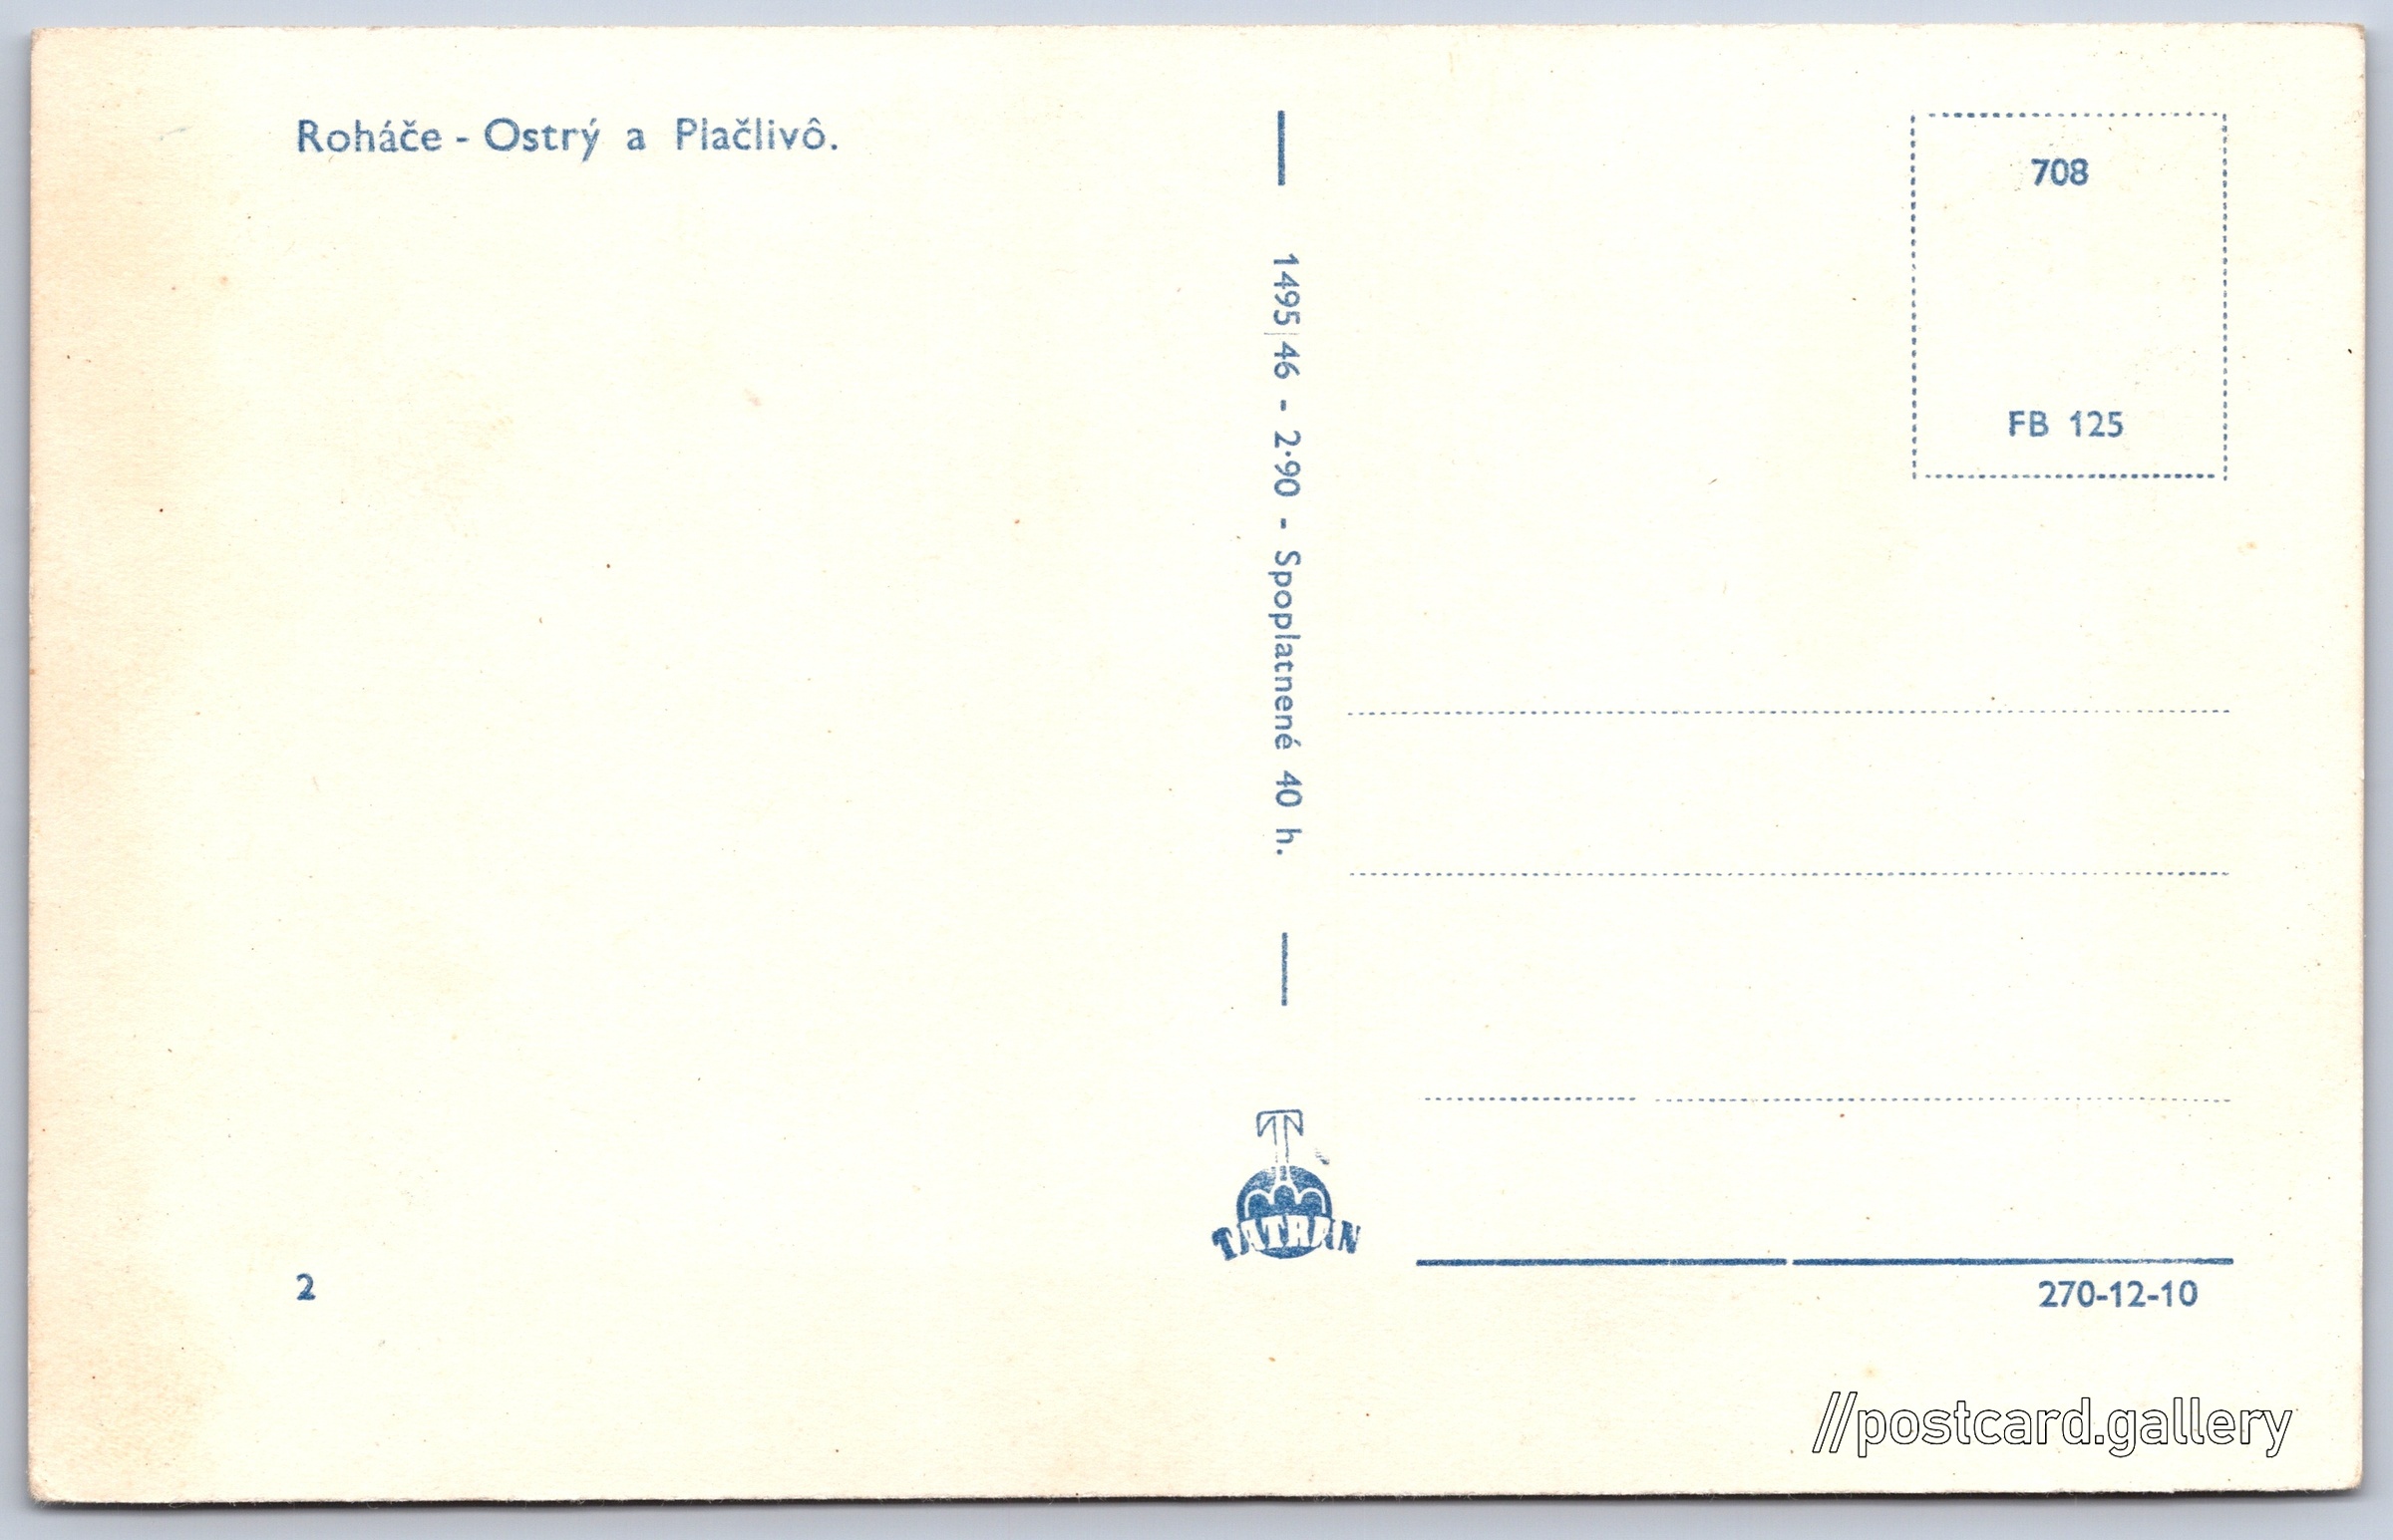 Roháče - Ostrý a Plačlivô.
1495|46 - 2·90 - Spoplatnené 40 h.
708
FB 125
T
TATRAN
2
270-12-10
//postcard.gallery